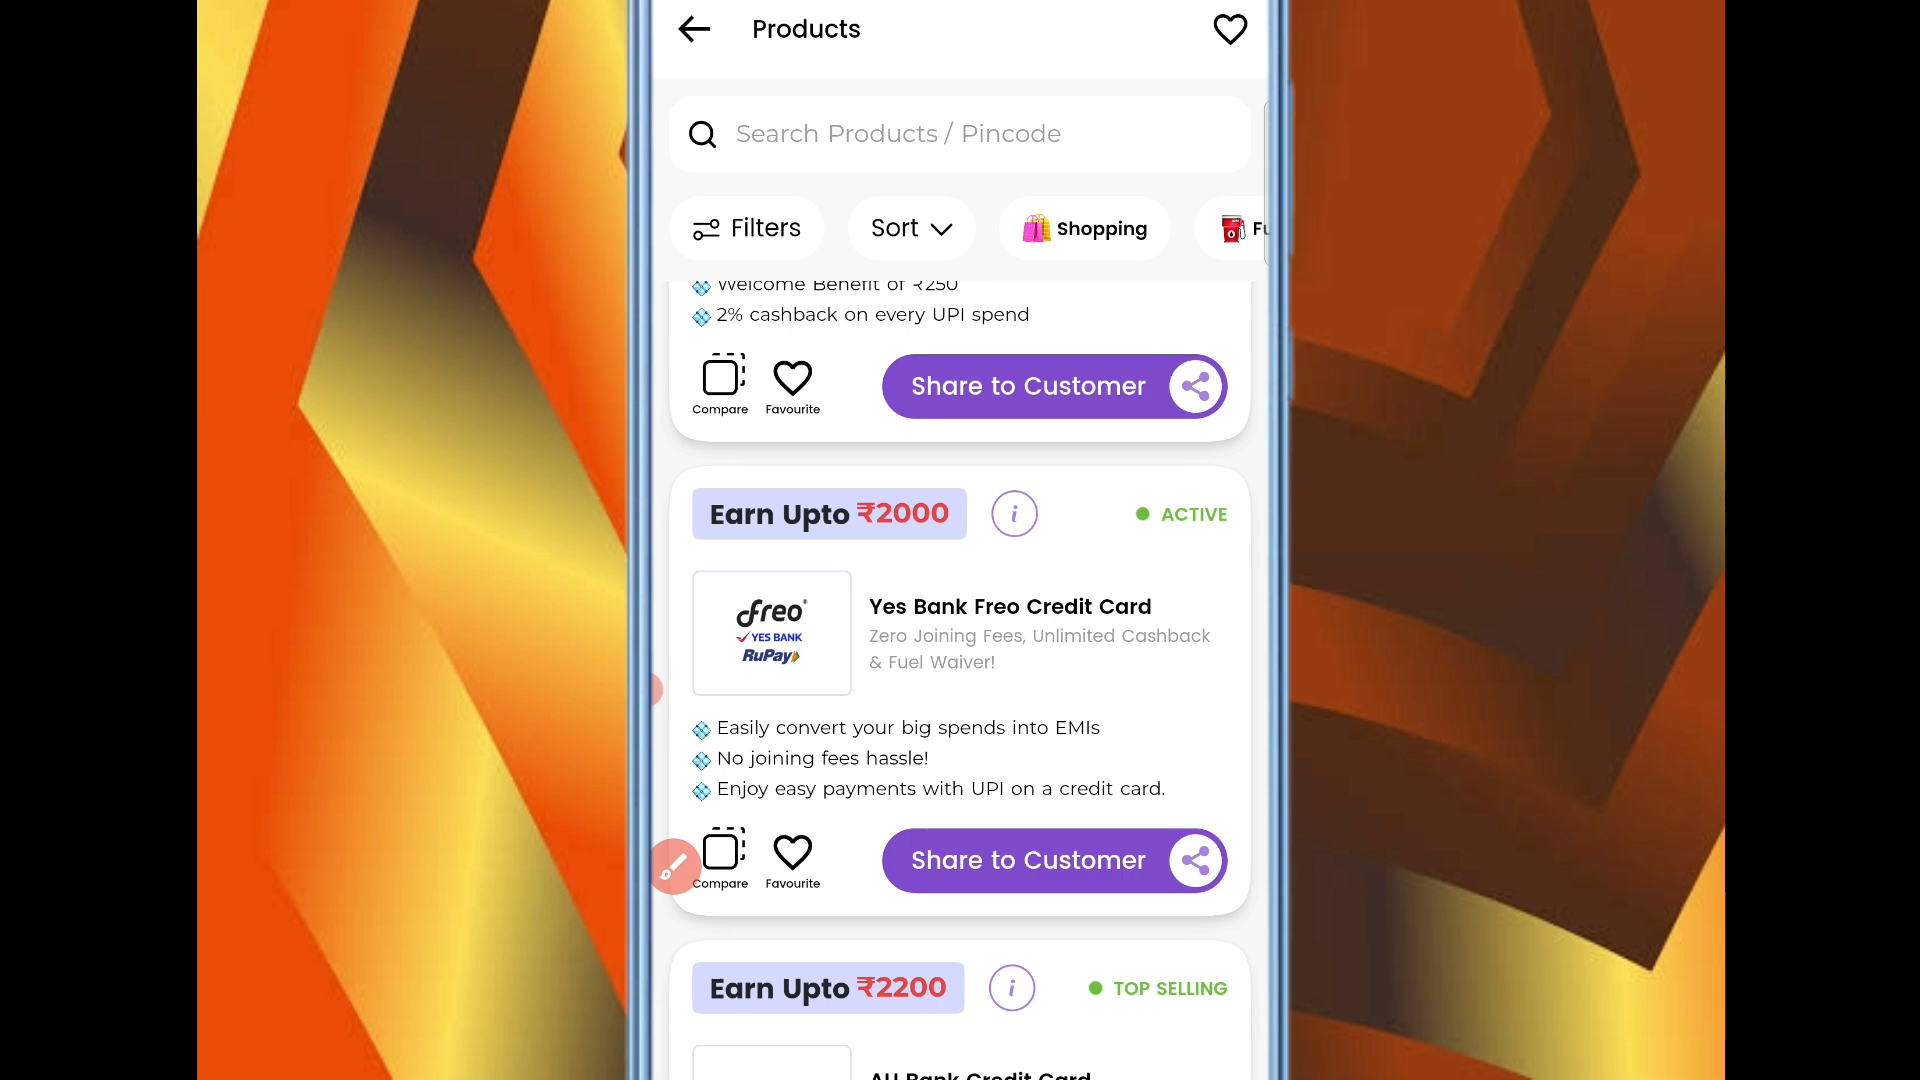 Products
Search Products / Pincode
Filters
Sort
Shopping
Welcome Benefit of ₹250
2% cashback on every UPI spend
Compare
Favourite
Share to Customer
Earn Upto ₹2000
i
ACTIVE
freo
YES BANK
RuPay
Yes Bank Freo Credit Card
Zero Joining Fees, Unlimited Cashback
& Fuel Waiver!
Easily convert your big spends into EMIs
No joining fees hassle!
Enjoy easy payments with UPI on a credit card.
Compare
Favourite
Share to Customer
Earn Upto ₹2200
i
TOP SELLING
AU Bank Credit Card